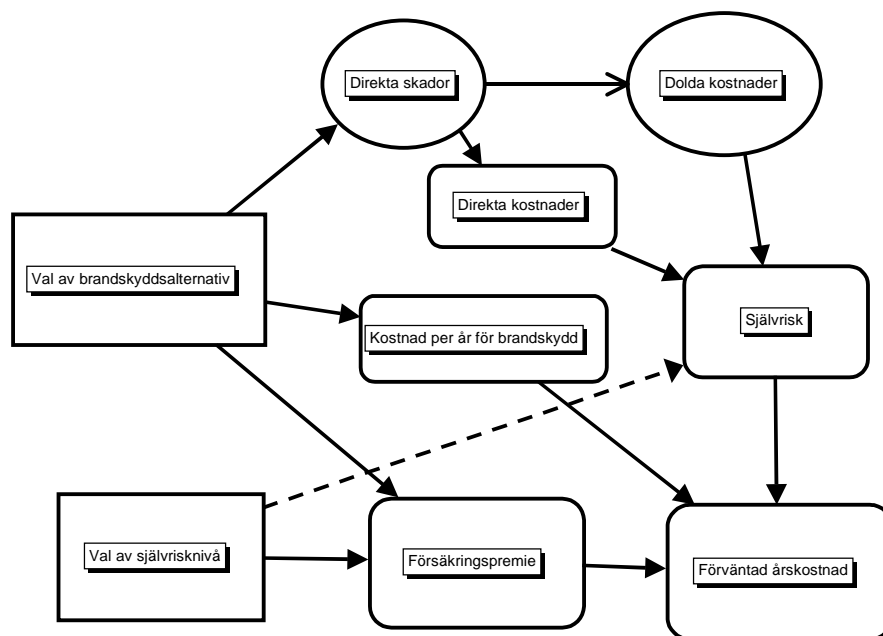 Direkta skador
Dolda kostnader
Direkta kostnader
Val av brandskyddsalternativ
Självrisk
Kostnad per år för brandskydd
Val av självrisknivå
Försäkringspremie
Förväntad årskostnad